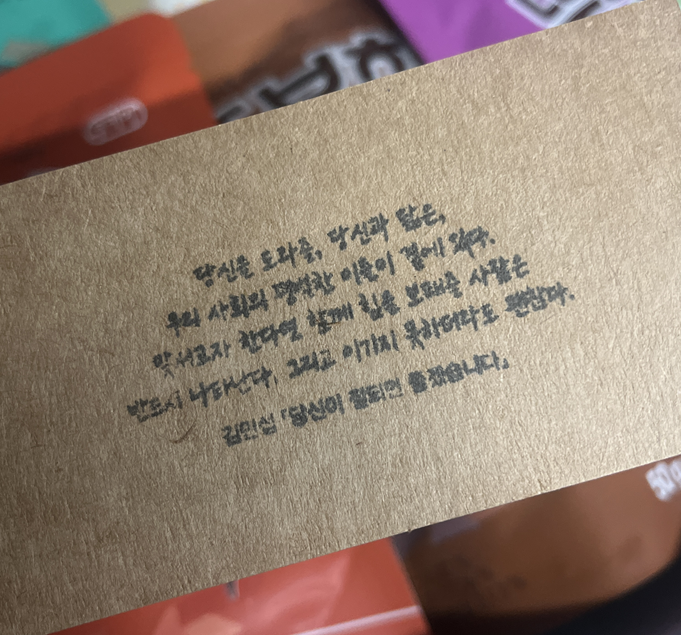 당신을 도와줄, 당신과 닮은,
우리 사회의 평범한 이들이 곁에 있다.
맞서고자 한다면 함께 힘을 보태줄 사람은
반드시 나타난다. 그리고 이기지 못하더라도 괜찮다.
김민섭 「당신이 잘되면 좋겠습니다」